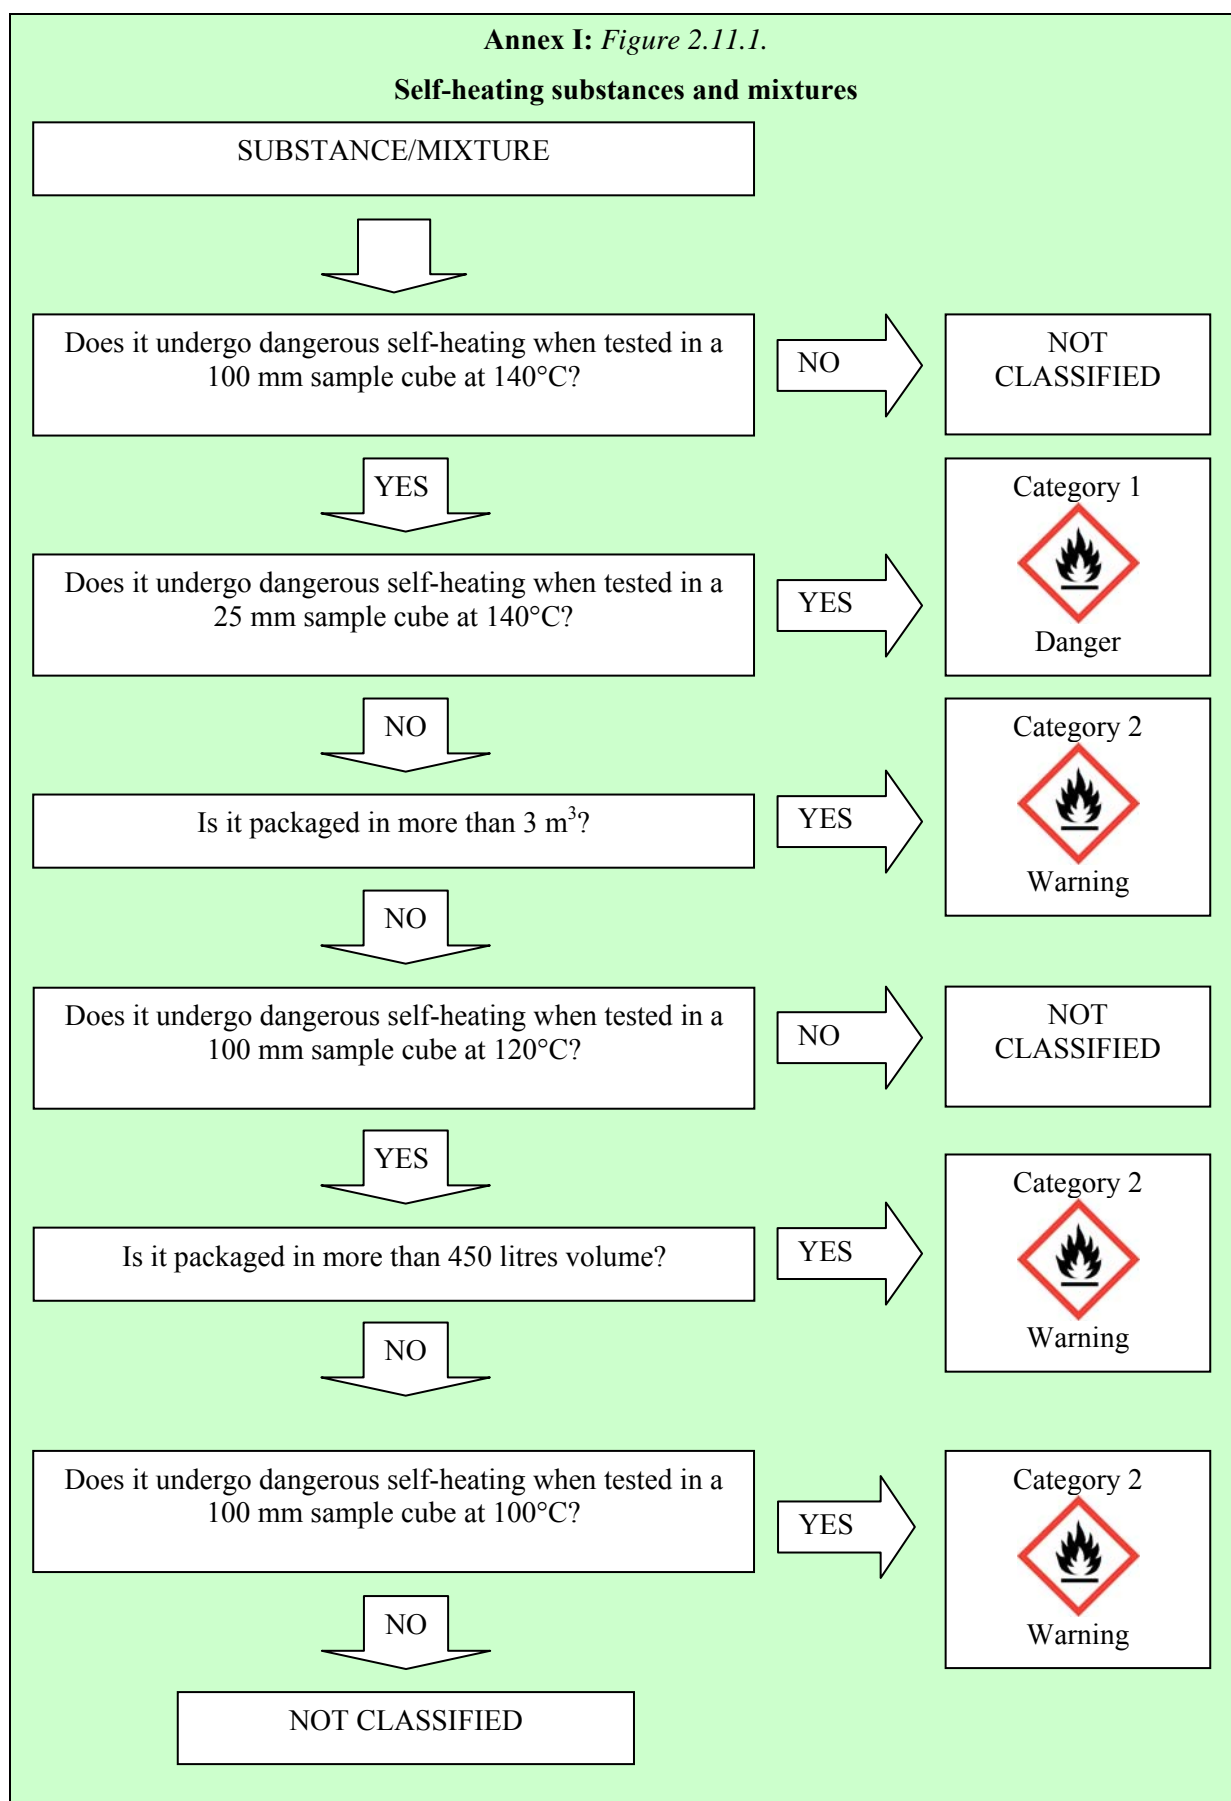 Annex I: Figure 2.11.1.
Self-heating substances and mixtures
SUBSTANCE/MIXTURE
Does it undergo dangerous self-heating when tested in a
100 mm sample cube at 140°C?
NO
NOT
CLASSIFIED
YES
Does it undergo dangerous self-heating when tested in a
25 mm sample cube at 140°C?
YES
Category 1
Danger
NO
Is it packaged in more than 3 m³?
YES
Category 2
Warning
NO
Does it undergo dangerous self-heating when tested in a
100 mm sample cube at 120°C?
NO
NOT
CLASSIFIED
YES
Is it packaged in more than 450 litres volume?
YES
Category 2
Warning
NO
Does it undergo dangerous self-heating when tested in a
100 mm sample cube at 100°C?
YES
Category 2
Warning
NO
NOT CLASSIFIED